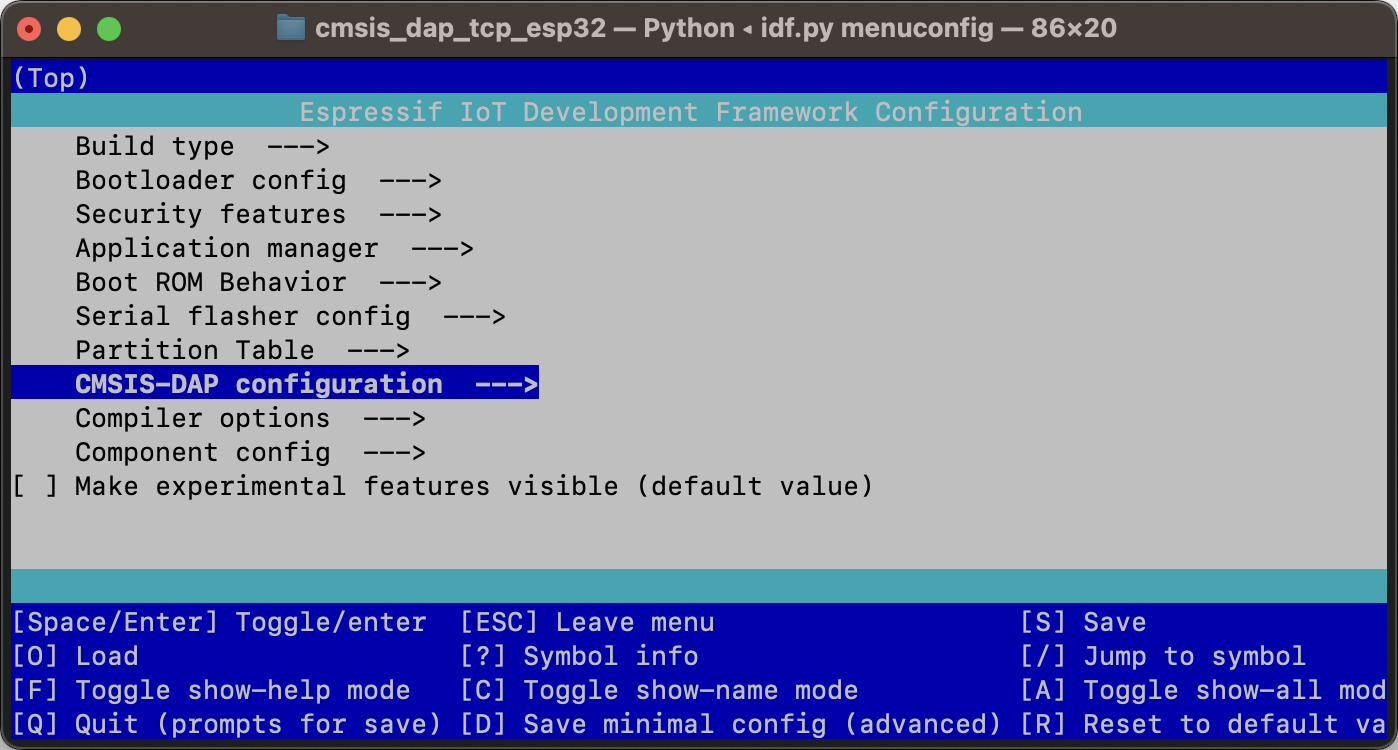 cmsis_dap_tcp_esp32 — Python ◂ idf.py menuconfig — 86×20
(Top)
Espressif IoT Development Framework Configuration
Build type  --->
Bootloader config  --->
Security features  --->
Application manager  --->
Boot ROM Behavior  --->
Serial flasher config  --->
Partition Table  --->
CMSIS-DAP configuration  --->
Compiler options  --->
Component config  --->
[ ] Make experimental features visible (default value)
[Space/Enter] Toggle/enter  [ESC] Leave menu                   [S] Save
[O] Load                    [?] Symbol info                    [/] Jump to symbol
[F] Toggle show-help mode   [C] Toggle show-name mode          [A] Toggle show-all mod
[Q] Quit (prompts for save) [D] Save minimal config (advanced) [R] Reset to default va